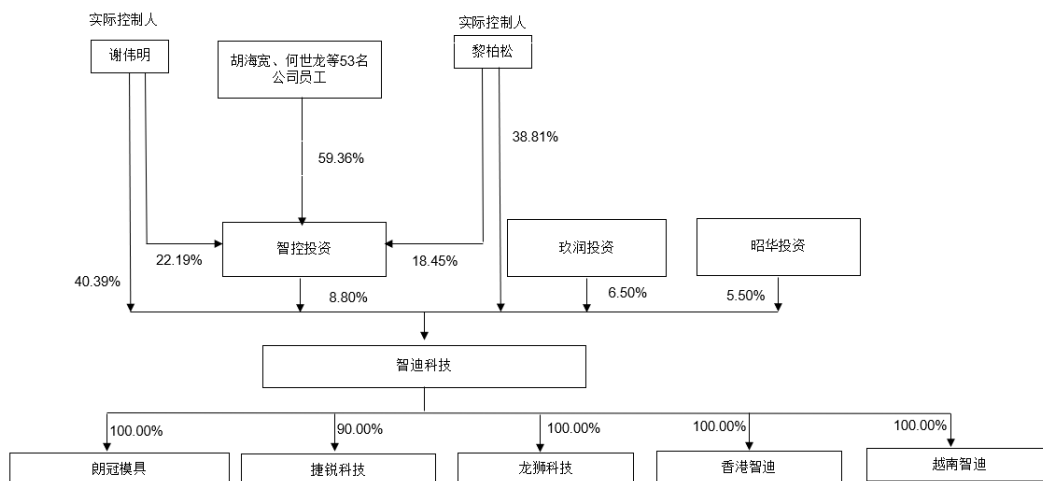 实际控制人
实际控制人
谢伟明
胡海宽、何世龙等53名
公司员工
黎柏松
38.81%
59.36%
智控投资
玖润投资
昭华投资
22.19%
18.45%
40.39%
8.80%
6.50%
5.50%
智迪科技
100.00%
90.00%
100.00%
100.00%
100.00%
朗冠模具
捷锐科技
龙狮科技
香港智迪
越南智迪